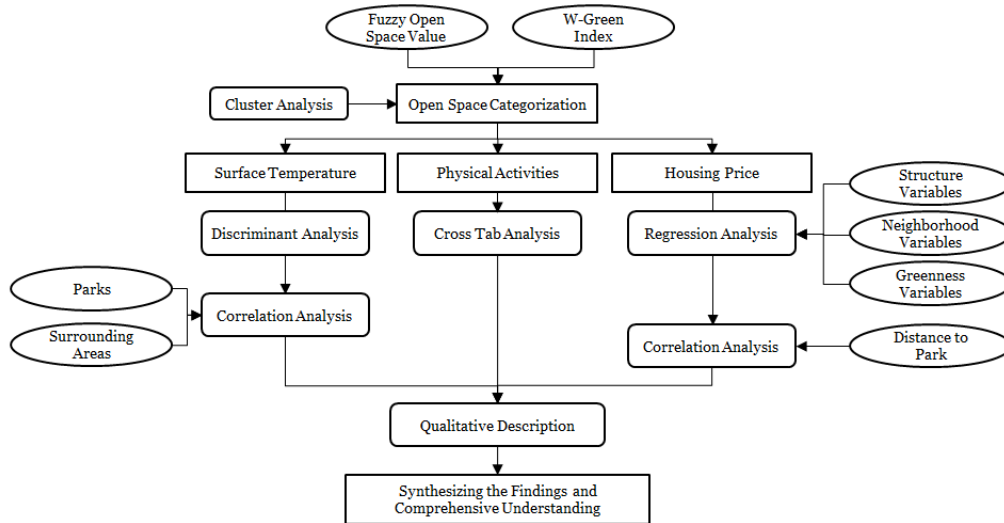 Fuzzy Open
Space Value
W-Green
Index
Cluster Analysis
Open Space Categorization
Surface Temperature
Physical Activities
Housing Price
Structure
Variables
Discriminant Analysis
Cross Tab Analysis
Regression Analysis
Neighborhood
Variables
Greenness
Variables
Parks
Correlation Analysis
Surrounding
Areas
Correlation Analysis
Distance to
Park
Qualitative Description
Synthesizing the Findings and
Comprehensive Understanding